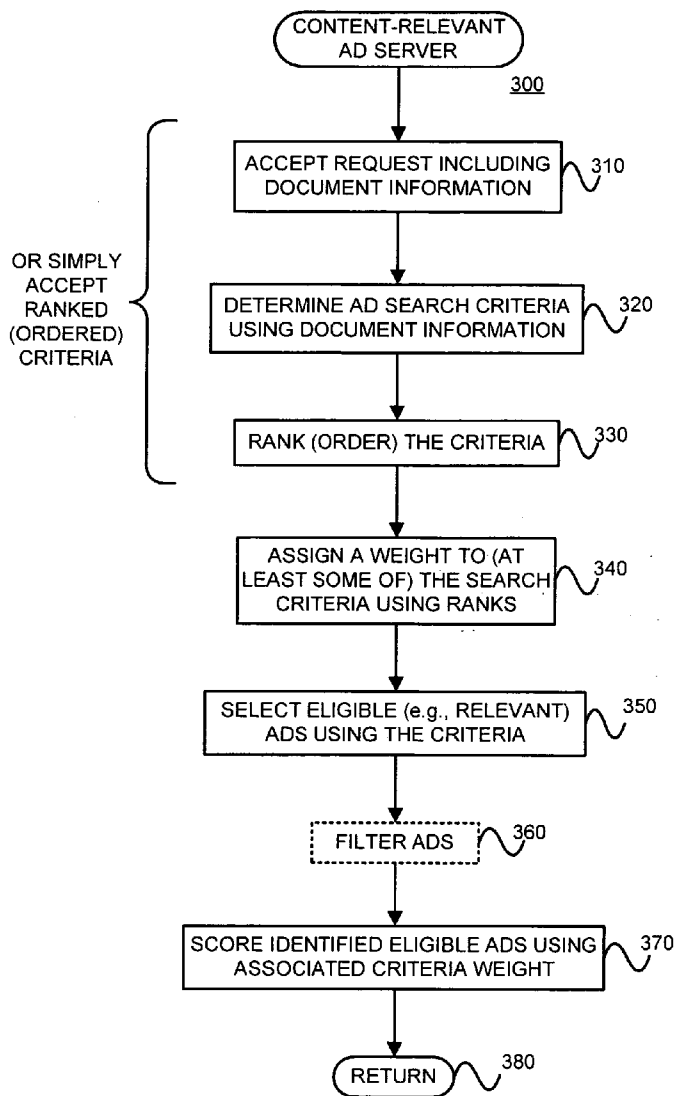 CONTENT-RELEVANT
AD SERVER
300
ACCEPT REQUEST INCLUDING
DOCUMENT INFORMATION
310
OR SIMPLY
ACCEPT
RANKED
(ORDERED)
CRITERIA
DETERMINE AD SEARCH CRITERIA
USING DOCUMENT INFORMATION
320
RANK (ORDER) THE CRITERIA
330
ASSIGN A WEIGHT TO (AT
LEAST SOME OF) THE SEARCH
CRITERIA USING RANKS
340
SELECT ELIGIBLE (e.g., RELEVANT)
ADS USING THE CRITERIA
350
FILTER ADS
360
SCORE IDENTIFIED ELIGIBLE ADS USING
ASSOCIATED CRITERIA WEIGHT
370
RETURN
380